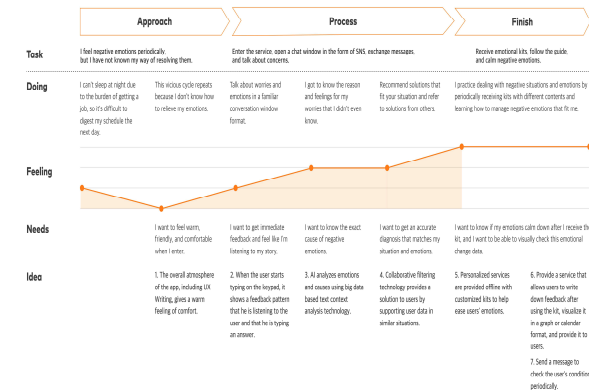 Approach
Process
Finish
Task
I feel negative emotions periodically.
but I have not known my way of resolving them.
Enter the service, open a chat window in the form of SNS, exchange messages,
and talk about concerns.
Receive emotional kits, follow the guide,
and calm negative emotions.
Doing
I can't sleep at night due
to the burden of getting a
job, so it's difficult to
digest my schedule the
next day.
This vicious cycle repeats
because I don't know how
to relieve my emotions.
Talk about worries and
emotions in a familiar
conversation window
format.
I got to know the reason
and feelings for my
worries that I didn't even
know.
Recommend solutions that
fit your situation and refer
to solutions from others.
I practice dealing with negative situations and emotions by
periodically receiving kits with different contents and
learning how to manage negative emotions that fit me.
Feeling
Needs
I want to feel warm,
friendly, and comfortable
when I enter.
I want to get immediate
feedback and feel like I'm
listening to my story.
I want to know the exact
cause of negative
emotions.
I want to get an accurate
diagnosis that matches my
situation and emotions.
I want to know if my emotions calm down after I receive the
kit, and I want to be able to visually check this emotional
change data.
Idea
1. The overall atmosphere
of the app, including UX
Writing, gives a warm
feeling of comfort.
2. When the user starts
typing on the keypad, it
shows a feedback pattern
that he is listening to the
user and that he is typing
an answer.
3. AI analyzes emotions
and causes using big data
based text context
analysis technology.
4. Collaborative filtering
technology provides a
solution to users by
supporting user data in
similar situations.
5. Personalized services
are provided offline with
customized kits to help
ease users' emotions.
6. Provide a service that
allows users to write
down feedback after
using the kit, visualize it
in a graph or calendar
format, and provide it to
users.
7. Send a message to
check the user's condition
periodically.